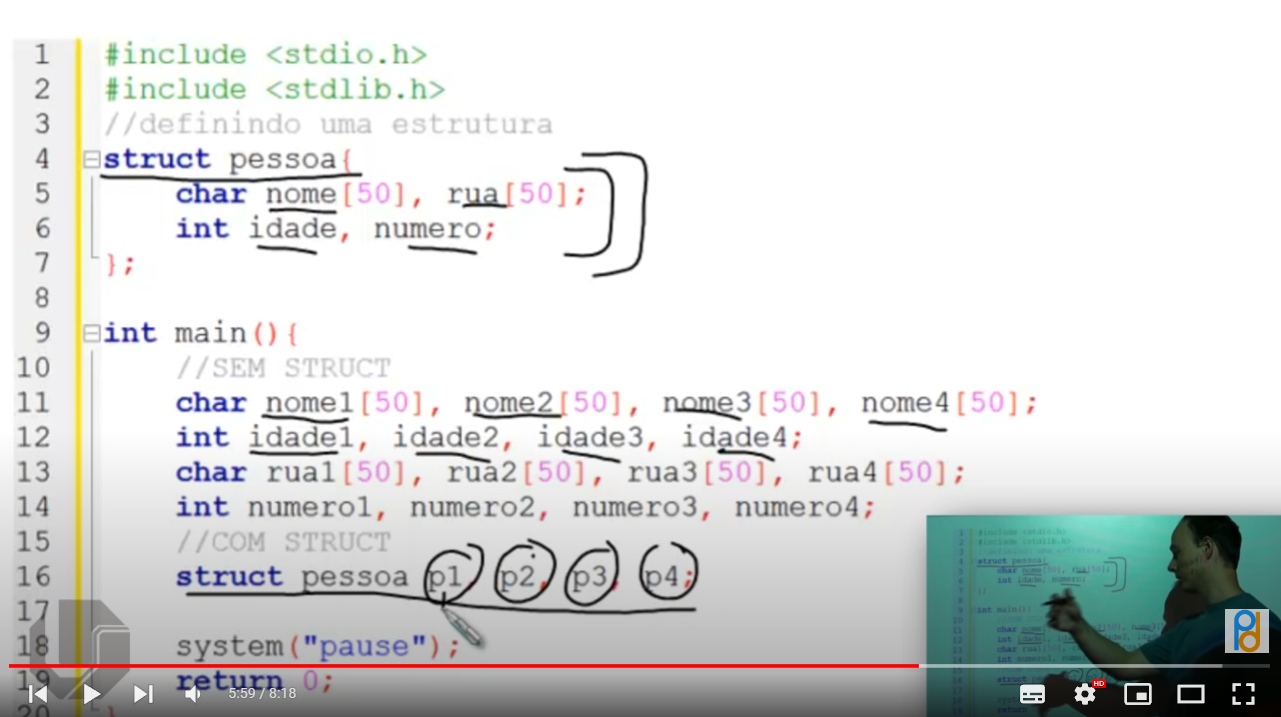 1 #include <stdio.h>
2 #include <stdlib.h>
3 //definindo uma estrutura
4 struct pessoa{
5 char nome[50], rua[50];
6 int idade, numero;
7 };
8
9 int main(){
10 //SEM STRUCT
11 char nome1[50], nome2[50], nome3[50], nome4[50];
12 int idade1, idade2, idade3, idade4;
13 char rua1[50], rua2[50], rua3[50], rua4[50];
14 int numero1, numero2, numero3, numero4;
15 //COM STRUCT
16 struct pessoa p1, p2, p3, p4;
17
18 system("pause");
19 return 0;
20 }
5:59 / 8:18
HD